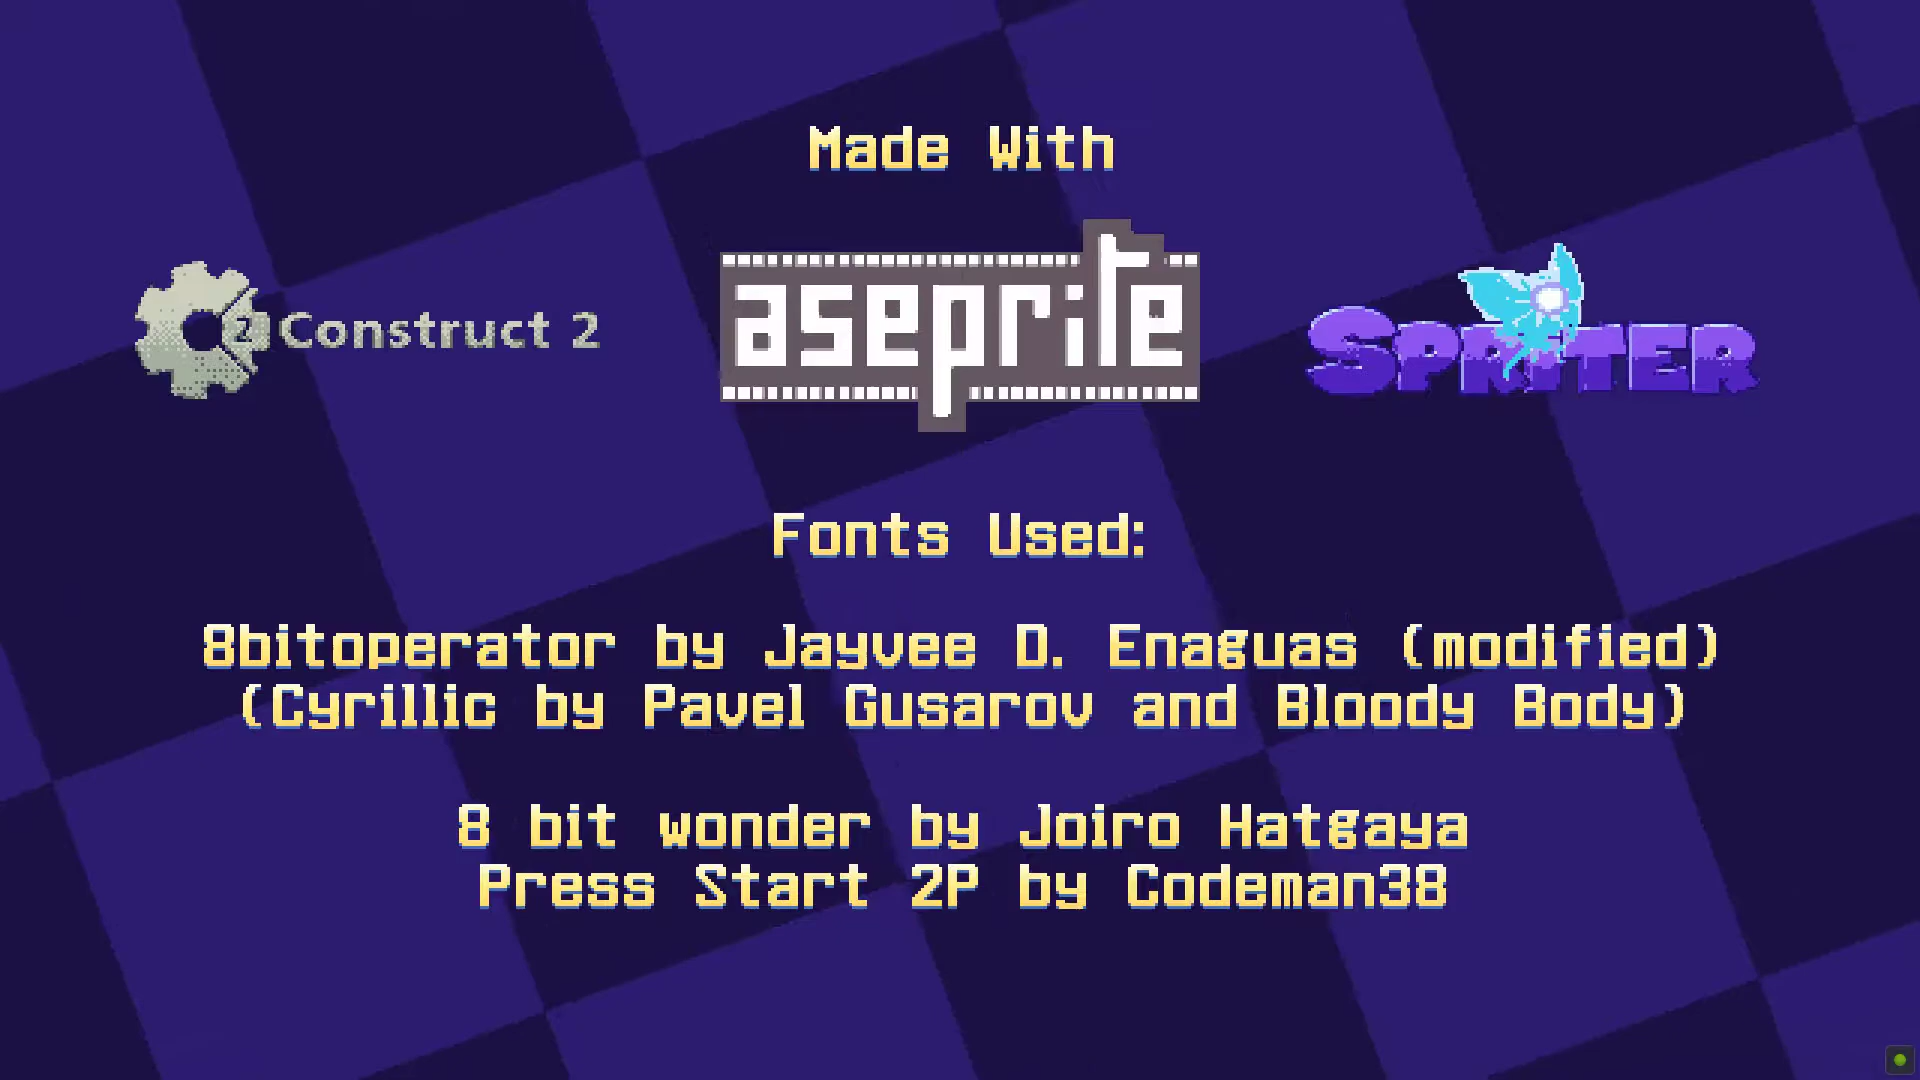 Made With
2 Construct 2
aseprite
SPRITER
Fonts Used:
8bitoperator by Jayvee D. Enaguas (modified)
(Cyrillic by Pavel Gusarov and Bloody Body)
8 bit wonder by Joiro Hatgaya
Press Start 2P by Codeman38